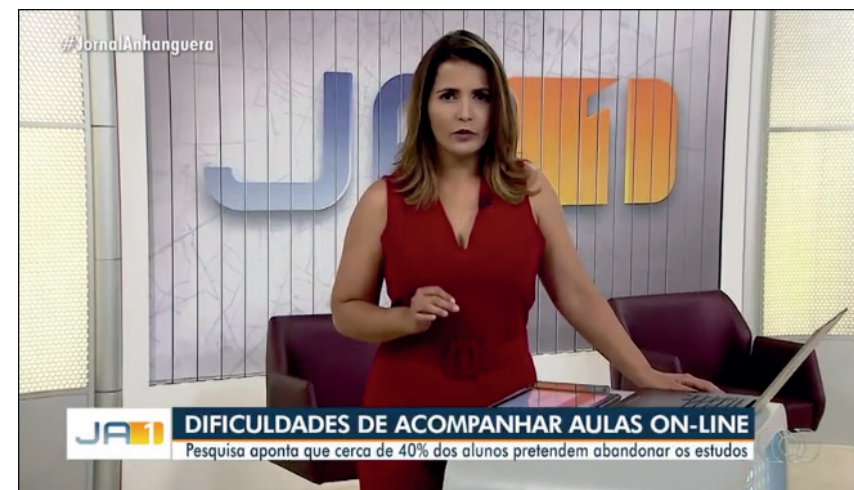 #JornalAnhanguera
JA1
JA1
DIFICULDADES DE ACOMPANHAR AULAS ON-LINE
Pesquisa aponta que cerca de 40% dos alunos pretendem abandonar os estudos